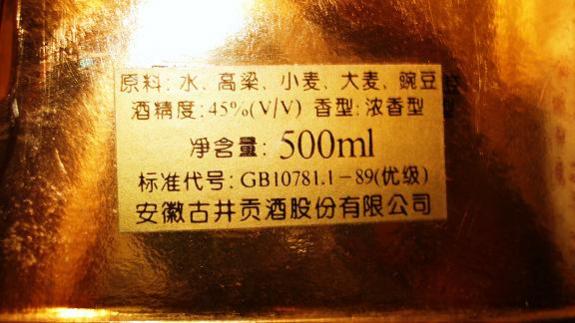 原料: 水、高梁、小麦、大麦、豌豆
酒精度:45%(V/V) 香型: 浓香型
净含量: 500ml
标准代号: GB10781.1-89(优级)
安徽古井贡酒股份有限公司